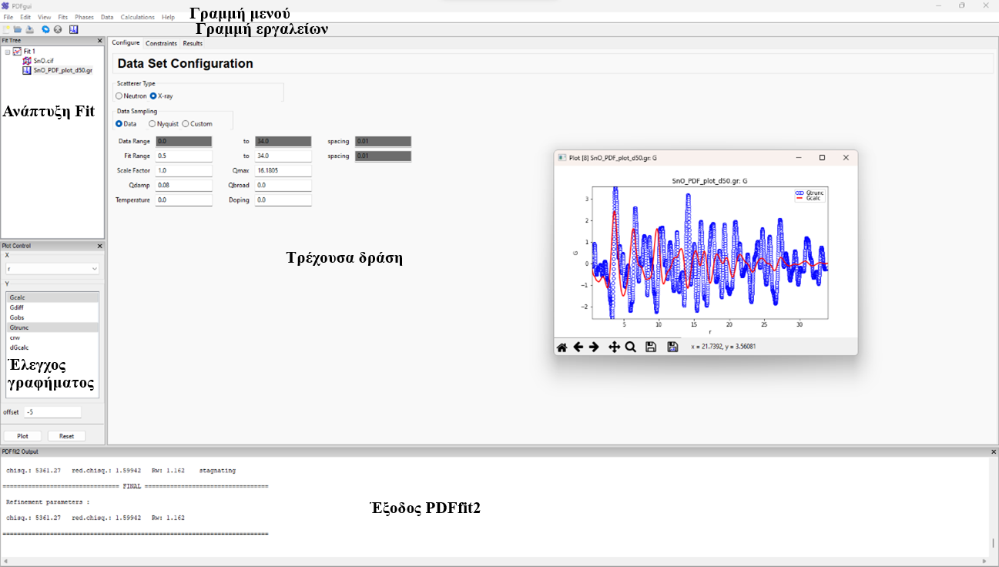 PDFgui
File Edit View Fits Phases Data Calculations Help
Γραμμή μενού
Γραμμή εργαλείων
Fit Tree
Fit 1
SnO.cif
SnO_PDF_plot_d50.gr
Ανάπτυξη Fit
Configure Constraints Results
Data Set Configuration
Scatterer Type
Neutron X-ray
Data Sampling
Data Nyquist Custom
Data Range 0.0 to 34.0 spacing 0.01
Fit Range 0.5 to 34.0 spacing 0.01
Scale Factor 1.0 Qmax 16.1805
Qdamp 0.08 Qbroad 0.0
Temperature 0.0 Doping 0.0
Τρέχουσα δράση
Plot [8] SnO_PDF_plot_d50.gr: G
SnO_PDF_plot_d50.gr: G
Gtrunc
Gcalc
3
2
1
0
−1
−2
G
5 10 15 20 25 30
r
x = 21.7392, y = 3.56081
Plot Control
X
r
Y
Gcalc
Gdiff
Gobs
Gtrunc
crw
dGcalc
Έλεγχος
γραφήματος
offset -5
Plot Reset
PDFfit2 Output
chisq.: 5361.27 red.chisq.: 1.59942 Rw: 1.162 stagnating
================================ FINAL ==================================
Refinement parameters :
chisq.: 5361.27 red.chisq.: 1.59942 Rw: 1.162
=========================================================================
Έξοδος PDFfit2